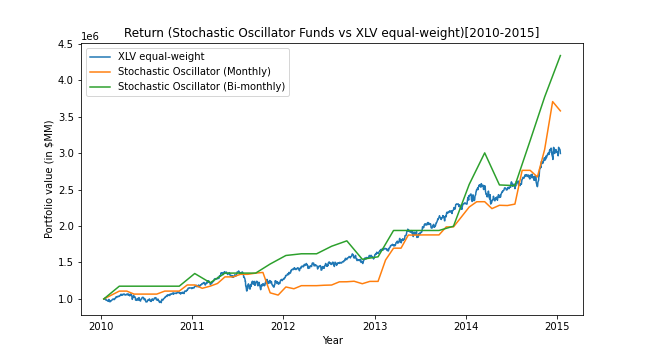 Return (Stochastic Oscillator Funds vs XLV equal-weight)[2010-2015]
1e6
4.5
4.0
3.5
3.0
2.5
2.0
1.5
1.0
Portfolio value (in $MM)
XLV equal-weight
Stochastic Oscillator (Monthly)
Stochastic Oscillator (Bi-monthly)
2010 2011 2012 2013 2014 2015
Year